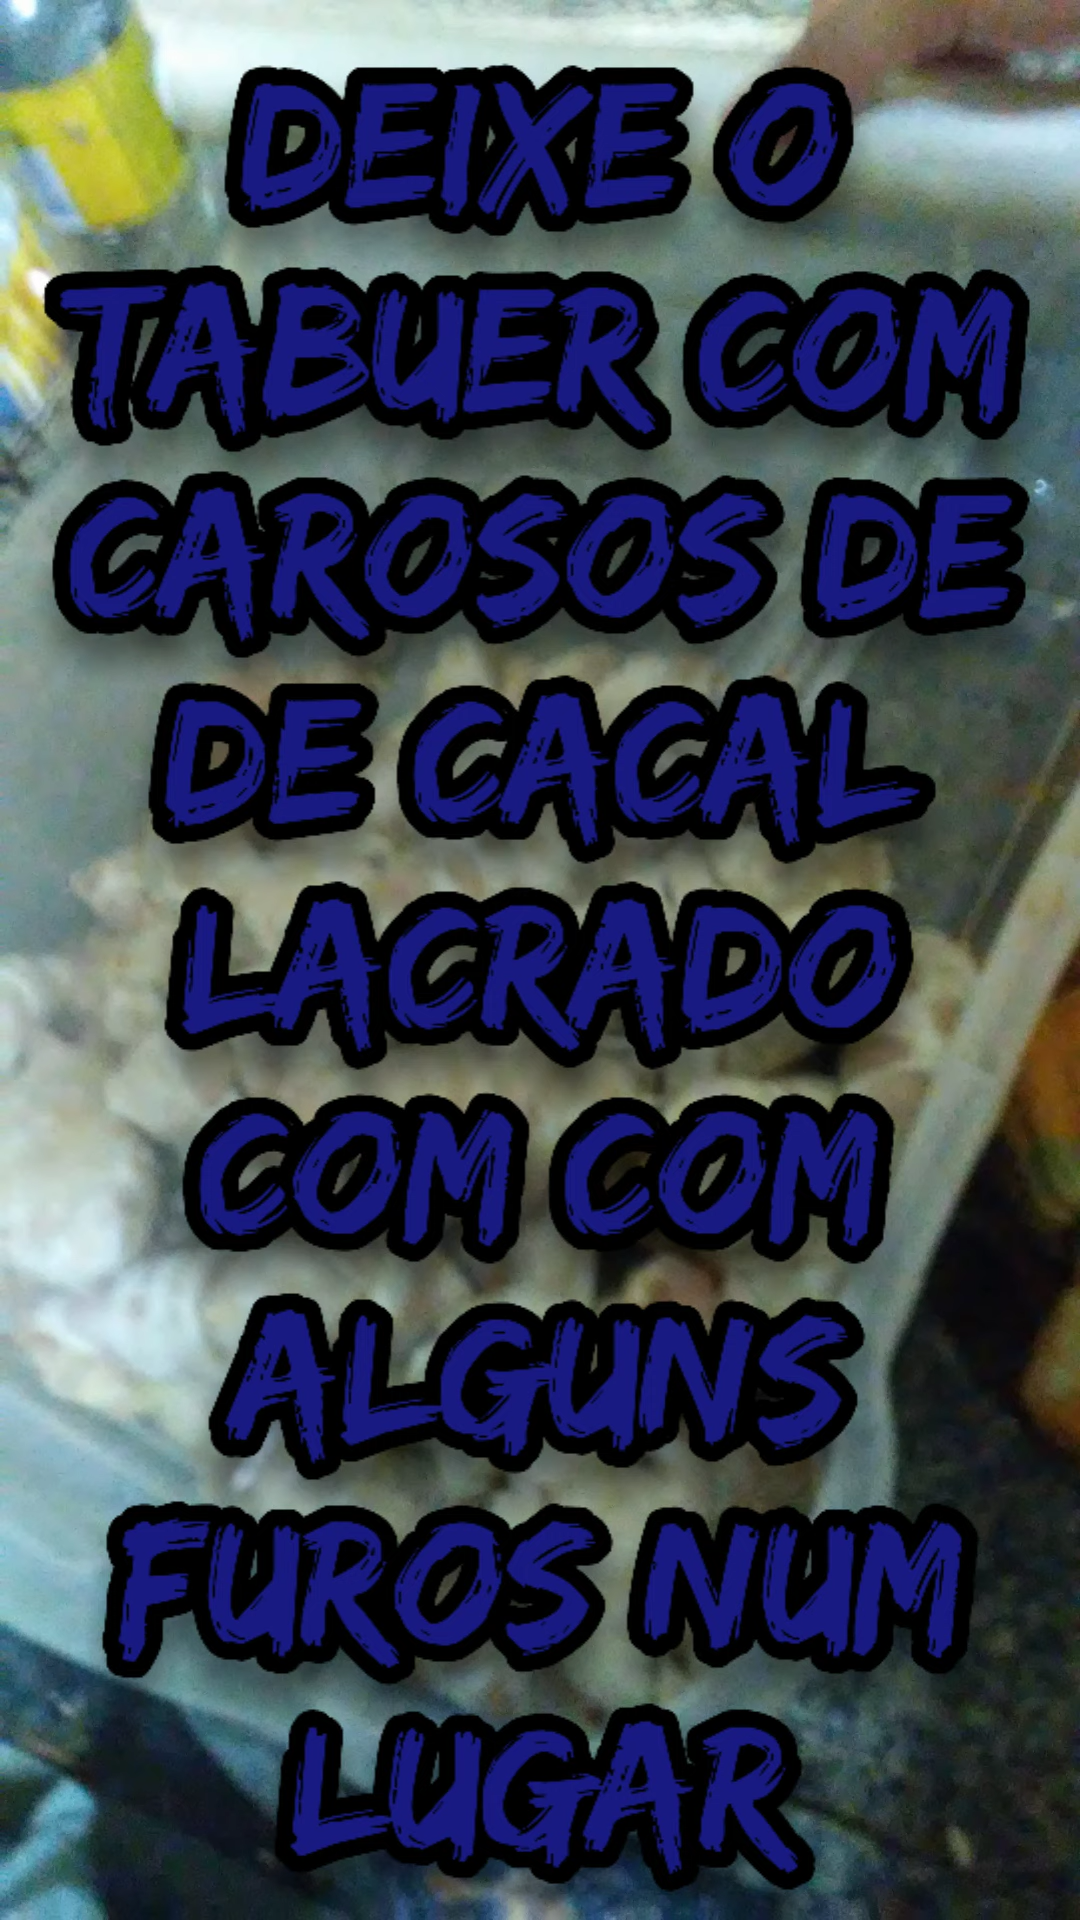 DEIXE O
TABUER COM
CAROSOS DE
DE CACAL
LACRADO
COM COM
ALGUNS
FUROS NUM
LUGAR